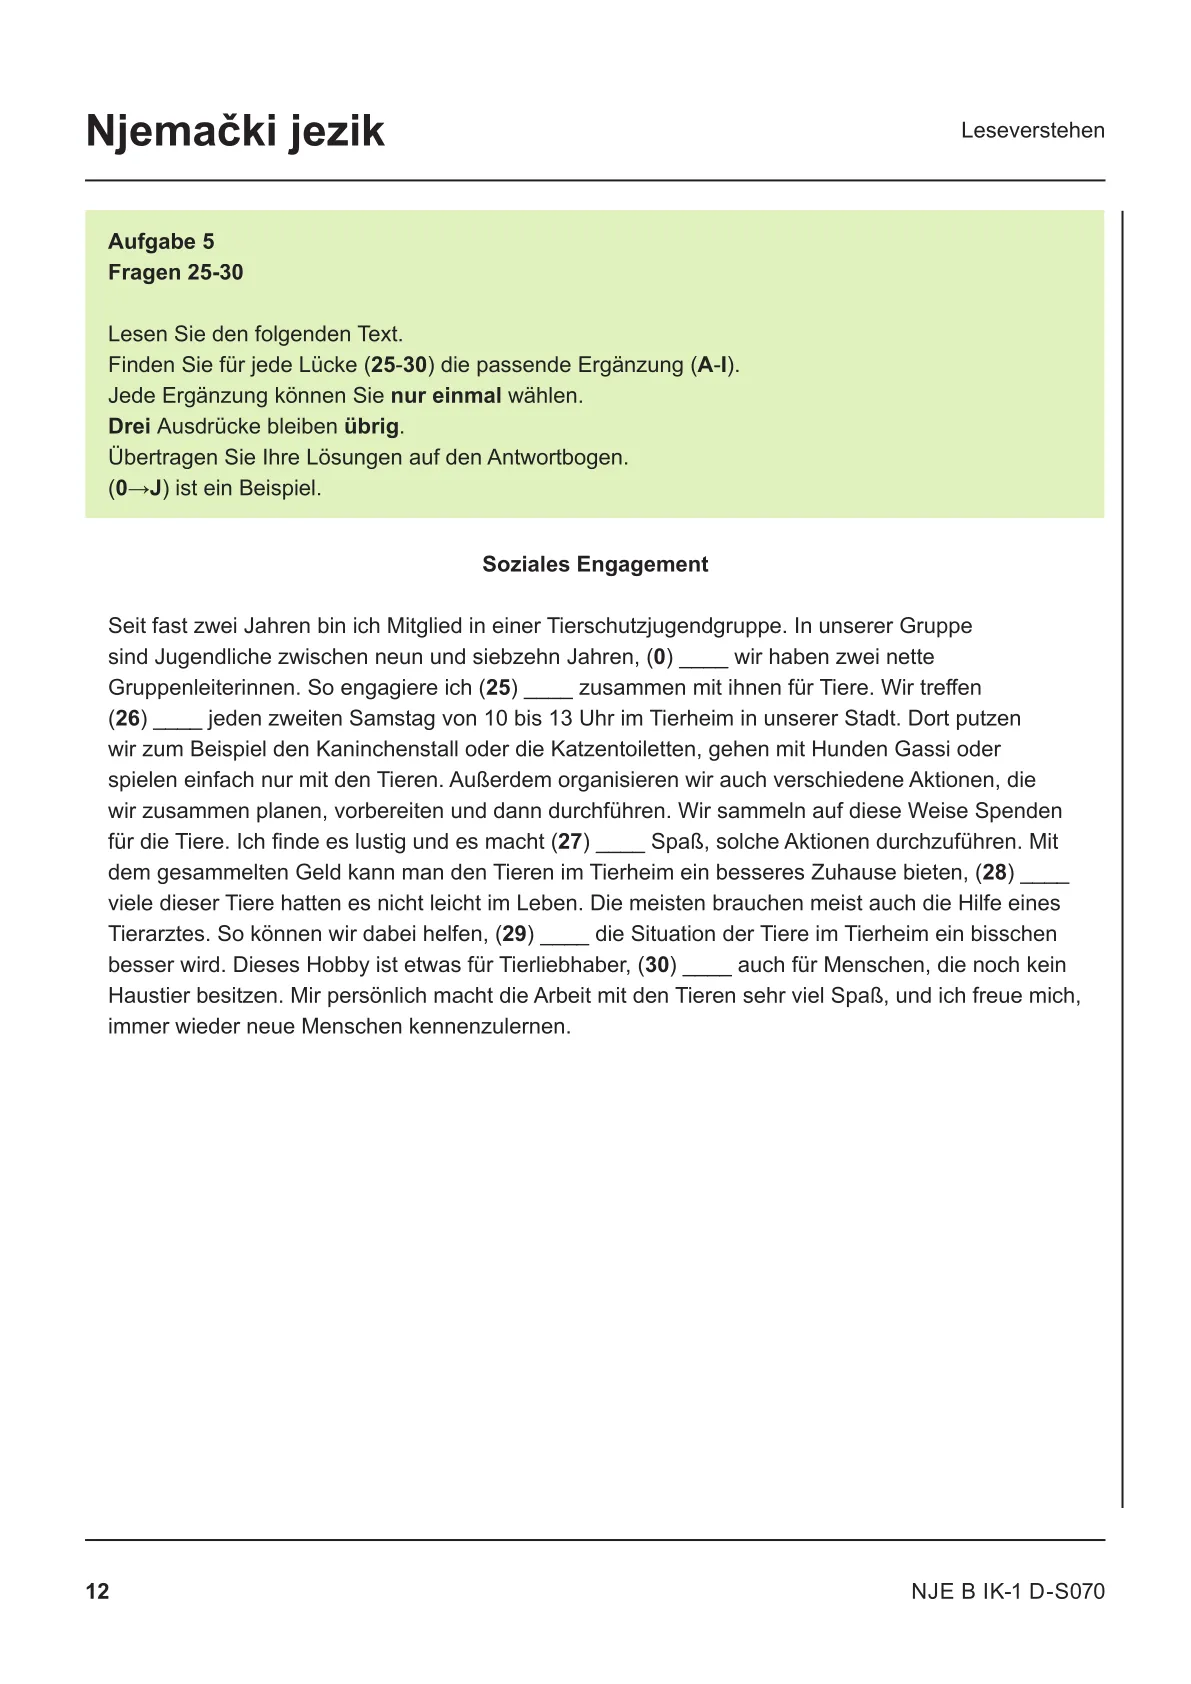 Njemački jezik
Leseverstehen
Aufgabe 5
Fragen 25-30
Lesen Sie den folgenden Text.
Finden Sie für jede Lücke (25-30) die passende Ergänzung (A-I).
Jede Ergänzung können Sie nur einmal wählen.
Drei Ausdrücke bleiben übrig.
Übertragen Sie Ihre Lösungen auf den Antwortbogen.
(0→J) ist ein Beispiel.
Soziales Engagement
Seit fast zwei Jahren bin ich Mitglied in einer Tierschutzjugendgruppe. In unserer Gruppe
sind Jugendliche zwischen neun und siebzehn Jahren, (0) ____ wir haben zwei nette
Gruppenleiterinnen. So engagiere ich (25) ____ zusammen mit ihnen für Tiere. Wir treffen
(26) ____ jeden zweiten Samstag von 10 bis 13 Uhr im Tierheim in unserer Stadt. Dort putzen
wir zum Beispiel den Kaninchenstall oder die Katzentoiletten, gehen mit Hunden Gassi oder
spielen einfach nur mit den Tieren. Außerdem organisieren wir auch verschiedene Aktionen, die
wir zusammen planen, vorbereiten und dann durchführen. Wir sammeln auf diese Weise Spenden
für die Tiere. Ich finde es lustig und es macht (27) ____ Spaß, solche Aktionen durchzuführen. Mit
dem gesammelten Geld kann man den Tieren im Tierheim ein besseres Zuhause bieten, (28) ____
viele dieser Tiere hatten es nicht leicht im Leben. Die meisten brauchen meist auch die Hilfe eines
Tierarztes. So können wir dabei helfen, (29) ____ die Situation der Tiere im Tierheim ein bisschen
besser wird. Dieses Hobby ist etwas für Tierliebhaber, (30) ____ auch für Menschen, die noch kein
Haustier besitzen. Mir persönlich macht die Arbeit mit den Tieren sehr viel Spaß, und ich freue mich,
immer wieder neue Menschen kennenzulernen.
12
NJE B IK-1 D-S070